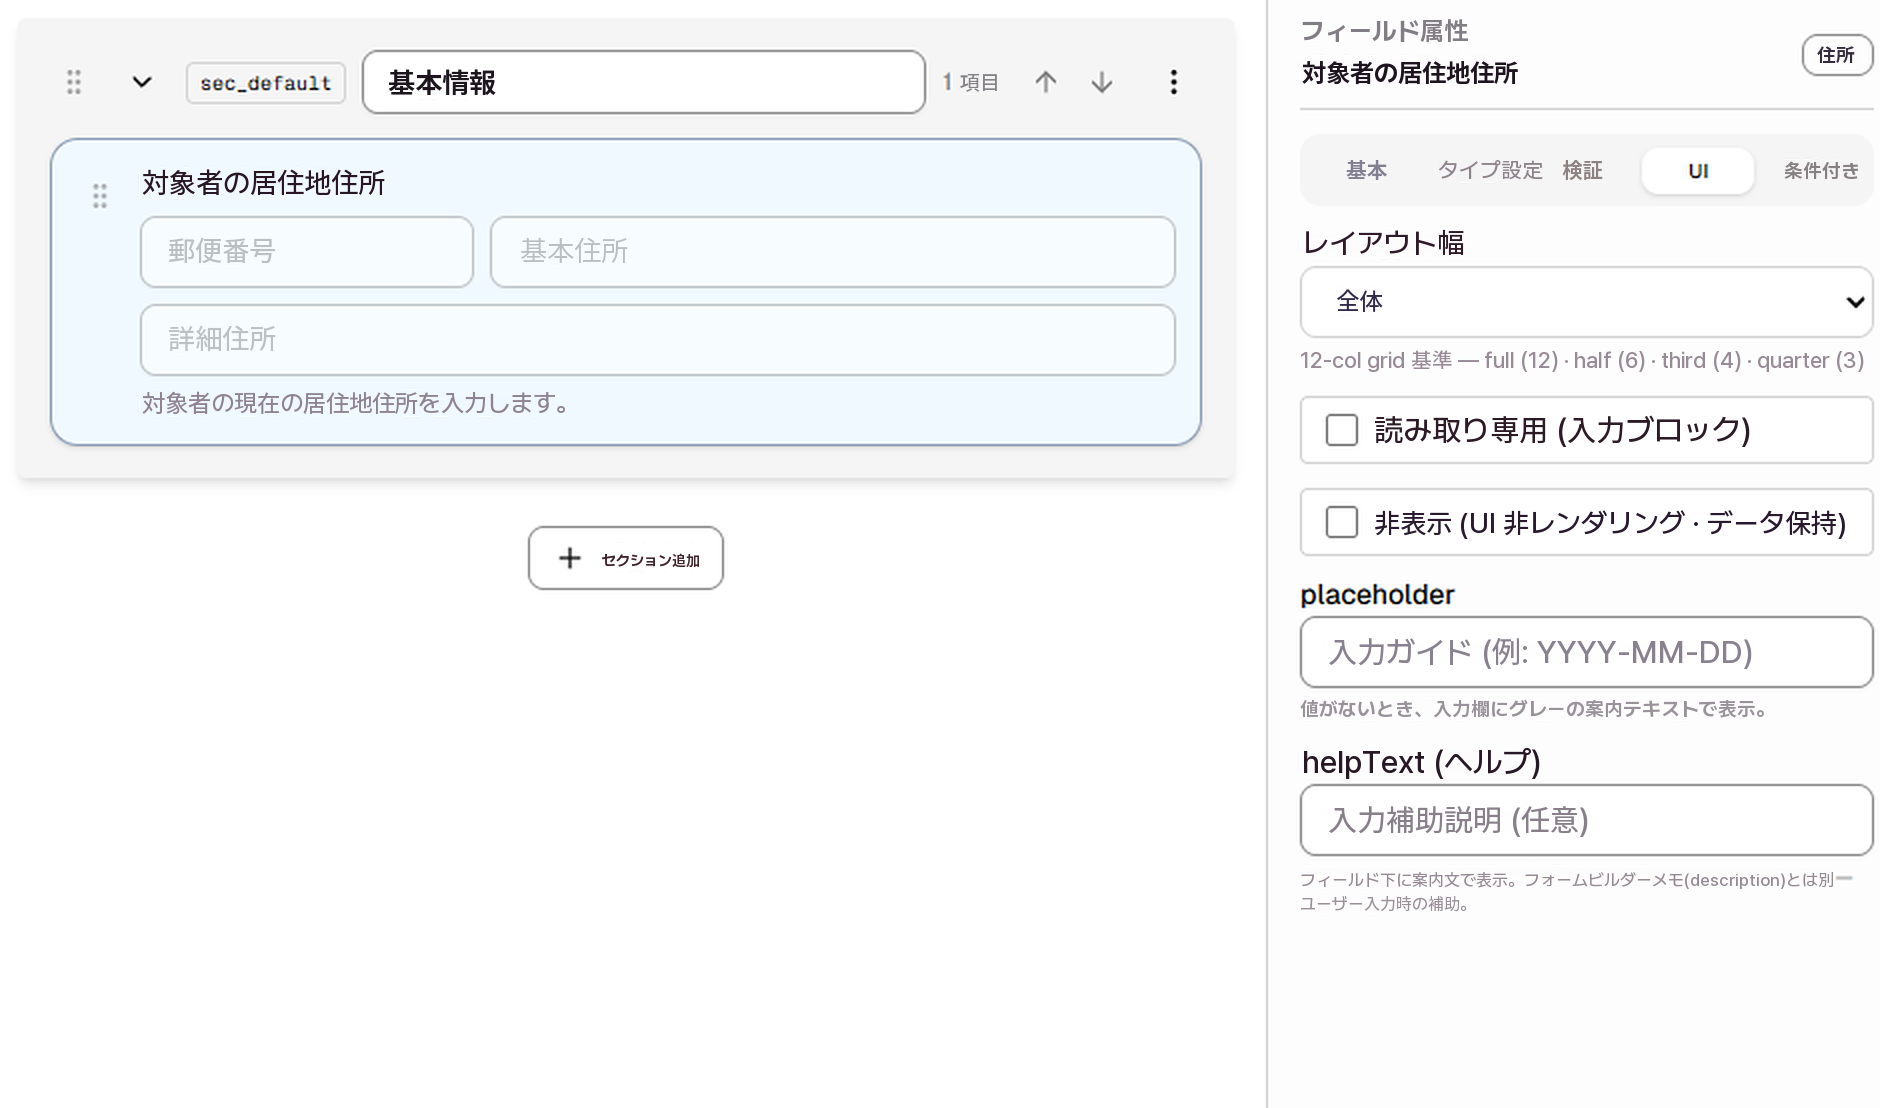 sec_default
基本情報
1 項目
対象者の居住地住所
郵便番号
基本住所
詳細住所
対象者の現在の居住地住所を入力します。
セクション追加
フィールド属性
対象者の居住地住所
住所
基本
タイプ設定
検証
UI
条件付き
レイアウト幅
全体
12-col grid 基準 — full (12) · half (6) · third (4) · quarter (3)
読み取り専用 (入力ブロック)
非表示 (UI 非レンダリング · データ保持)
placeholder
入力ガイド (例: YYYY-MM-DD)
値がないとき、入力欄にグレーの案内テキストで表示。
helpText (ヘルプ)
入力補助説明 (任意)
フィールド下に案内文で表示。フォームビルダーメモ(description)とは別 —
ユーザー入力時の補助。